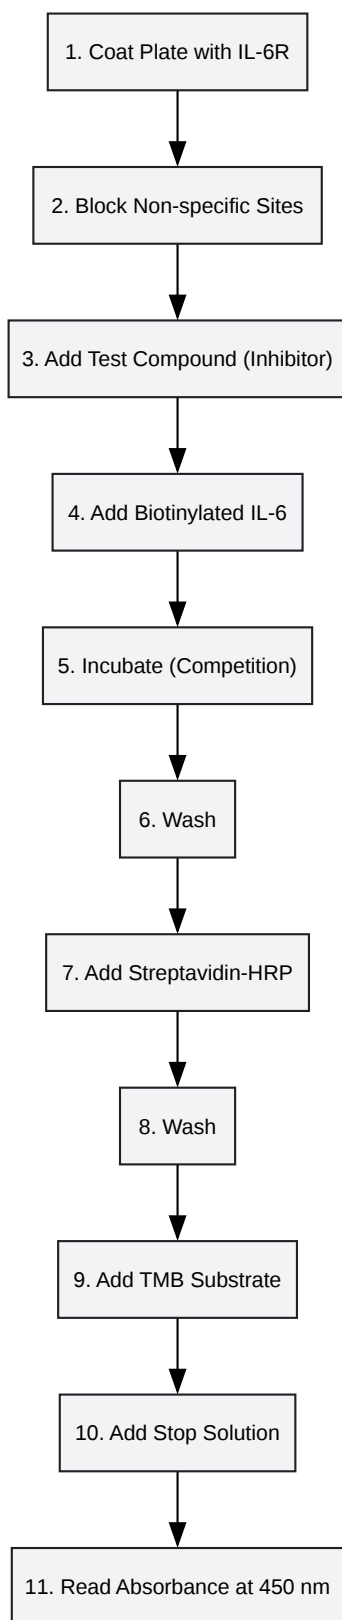 1. Coat Plate with IL-6R
2. Block Non-specific Sites
3. Add Test Compound (Inhibitor)
4. Add Biotinylated IL-6
5. Incubate (Competition)
6. Wash
7. Add Streptavidin-HRP
8. Wash
9. Add TMB Substrate
10. Add Stop Solution
11. Read Absorbance at 450 nm